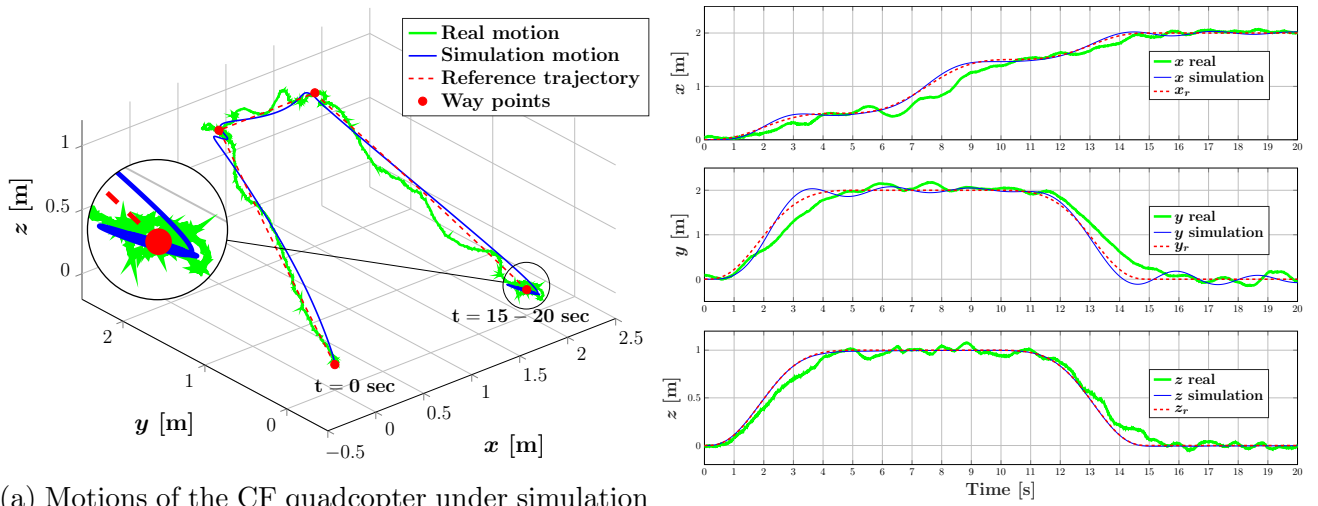 Real motion
Simulation motion
Reference trajectory
Way points
1
0.5
0
z [m]
2
1
0
y [m]
−0.5
0
0.5
1
1.5
2
2.5
x [m]
t = 0 sec
t = 15 − 20 sec
(a) Motions of the CF quadcopter under simulation
2
1
0
x [m]
x real
x simulation
x_r
0 1 2 3 4 5 6 7 8 9 10 11 12 13 14 15 16 17 18 19 20
2
1
0
y [m]
y real
y simulation
y_r
0 1 2 3 4 5 6 7 8 9 10 11 12 13 14 15 16 17 18 19 20
1
0.5
0
z [m]
z real
z simulation
z_r
0 1 2 3 4 5 6 7 8 9 10 11 12 13 14 15 16 17 18 19 20
Time [s]